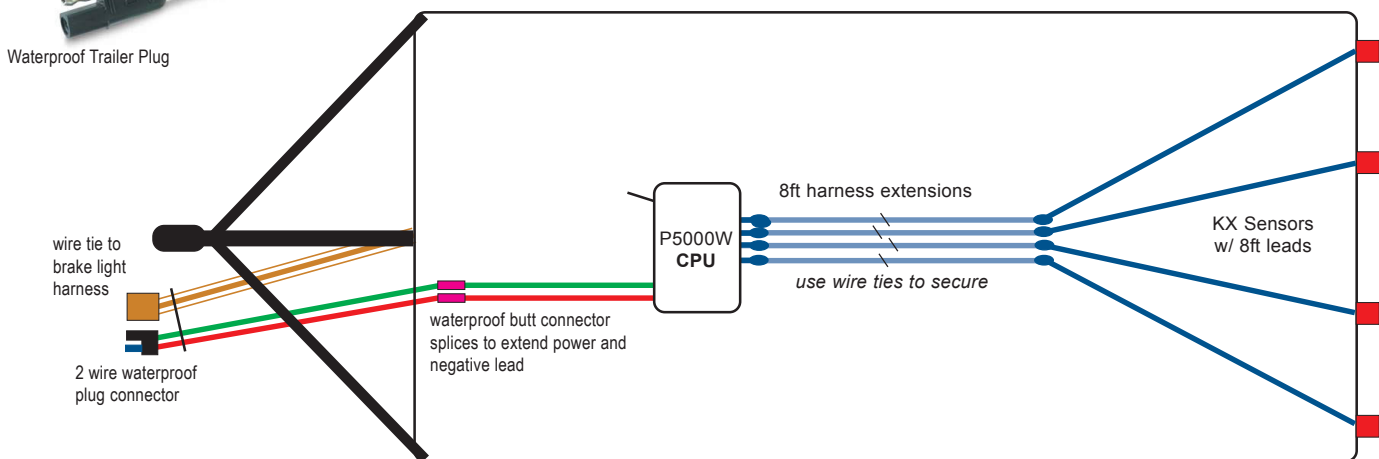 Waterproof Trailer Plug
wire tie to
brake light
harness
2 wire waterproof
plug connector
waterproof butt connector
splices to extend power and
negative lead
P5000W
CPU
8ft harness extensions
use wire ties to secure
KX Sensors
w/ 8ft leads